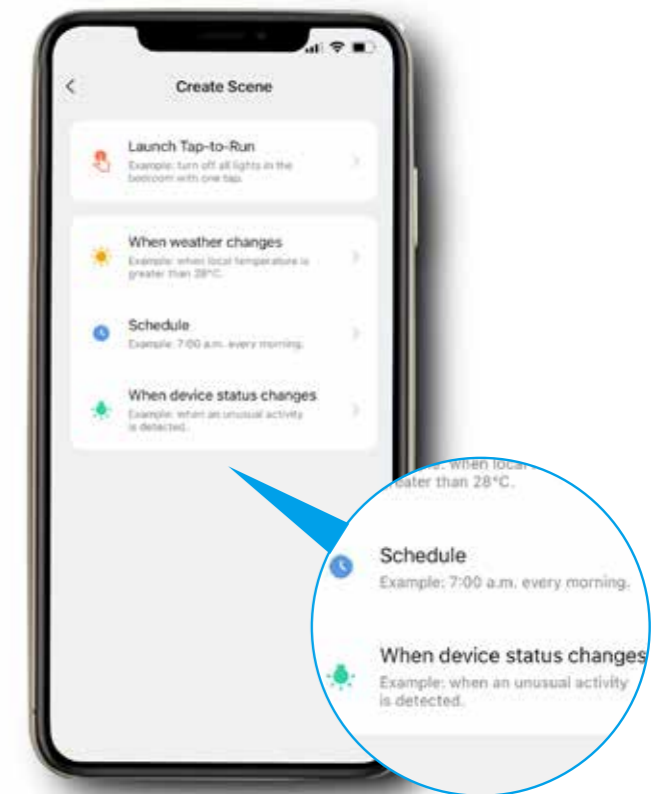 Create Scene
Launch Tap-to-Run
Example: turn off all lights in the
bedroom with one tap.
When weather changes
Example: when local temperature is
greater than 28°C.
Schedule
Example: 7:00 a.m. every morning.
When device status changes
Example: when an unusual activity
is detected.
when local
eater than 28°C.
Schedule
Example: 7:00 a.m. every morning.
When device status changes
Example: when an unusual activity
is detected.